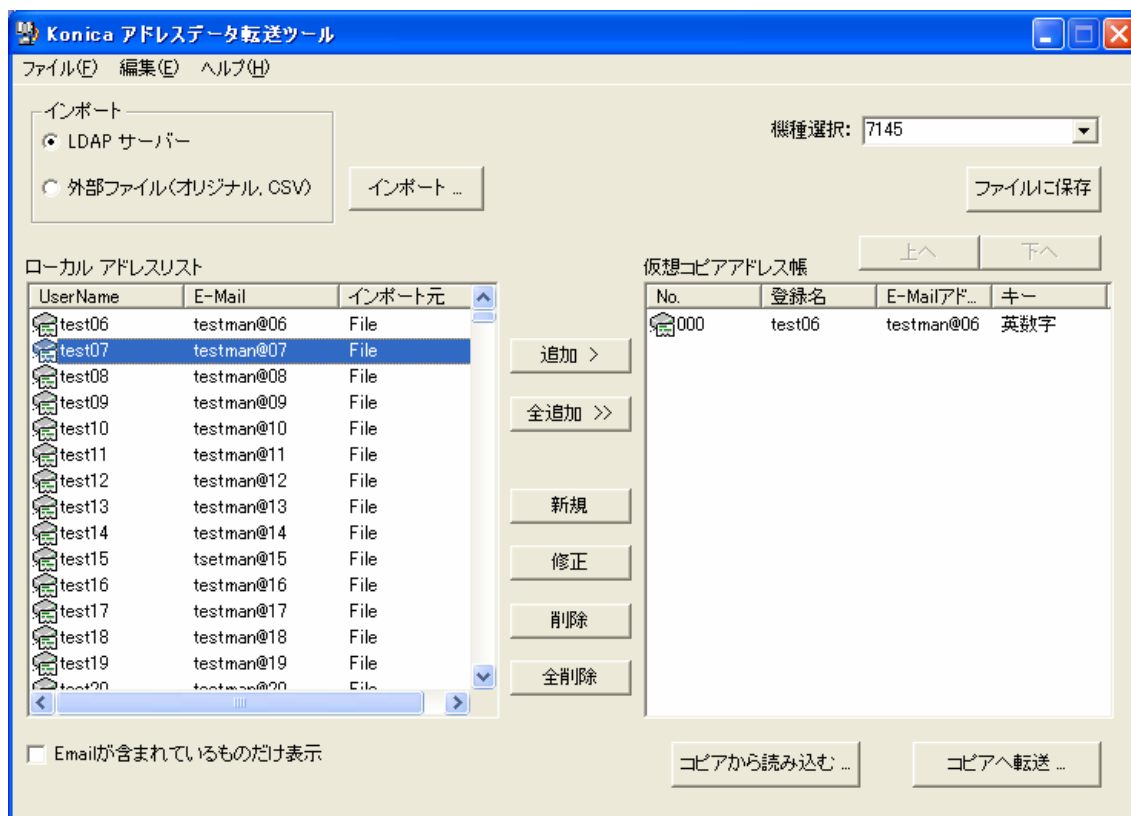 Konica アドレスデータ転送ツール
ファイル(F) 編集(E) ヘルプ(H)
インポート
LDAP サーバー
外部ファイル(オリジナル, CSV)
インポート ...
機種選択: 7145
ファイルに保存
上へ 下へ
ローカル アドレスリスト
UserName E-Mail インポート元
test06 testman@06 File
test07 testman@07 File
test08 testman@08 File
test09 testman@09 File
test10 testman@10 File
test11 testman@11 File
test12 testman@12 File
test13 testman@13 File
test14 testman@14 File
test15 tsetman@15 File
test16 testman@16 File
test17 testman@17 File
test18 testman@18 File
test19 testman@19 File
test20 testman@20 File
追加 >
全追加 >>
新規
修正
削除
全削除
仮想コピアアドレス帳
No. 登録名 E-Mailアド... キー
000 test06 testman@06 英数字
Emailが含まれているものだけ表示
コピアから読み込む ...
コピアへ転送 ...